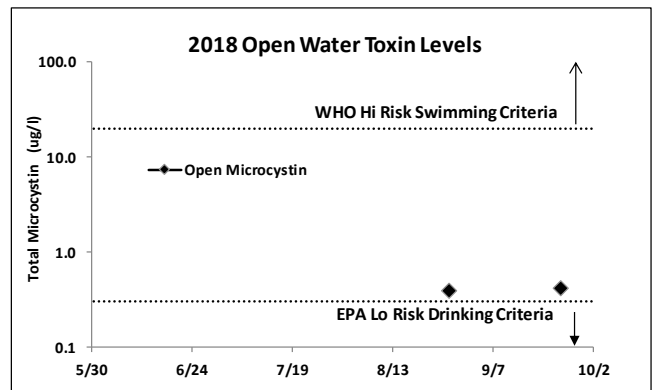 2018 Open Water Toxin Levels
100.0
WHO Hi Risk Swimming Criteria
Total Microcystin (ug/l)
10.0
Open Microcystin
1.0
EPA Lo Risk Drinking Criteria
0.1
5/30 6/24 7/19 8/13 9/7 10/2